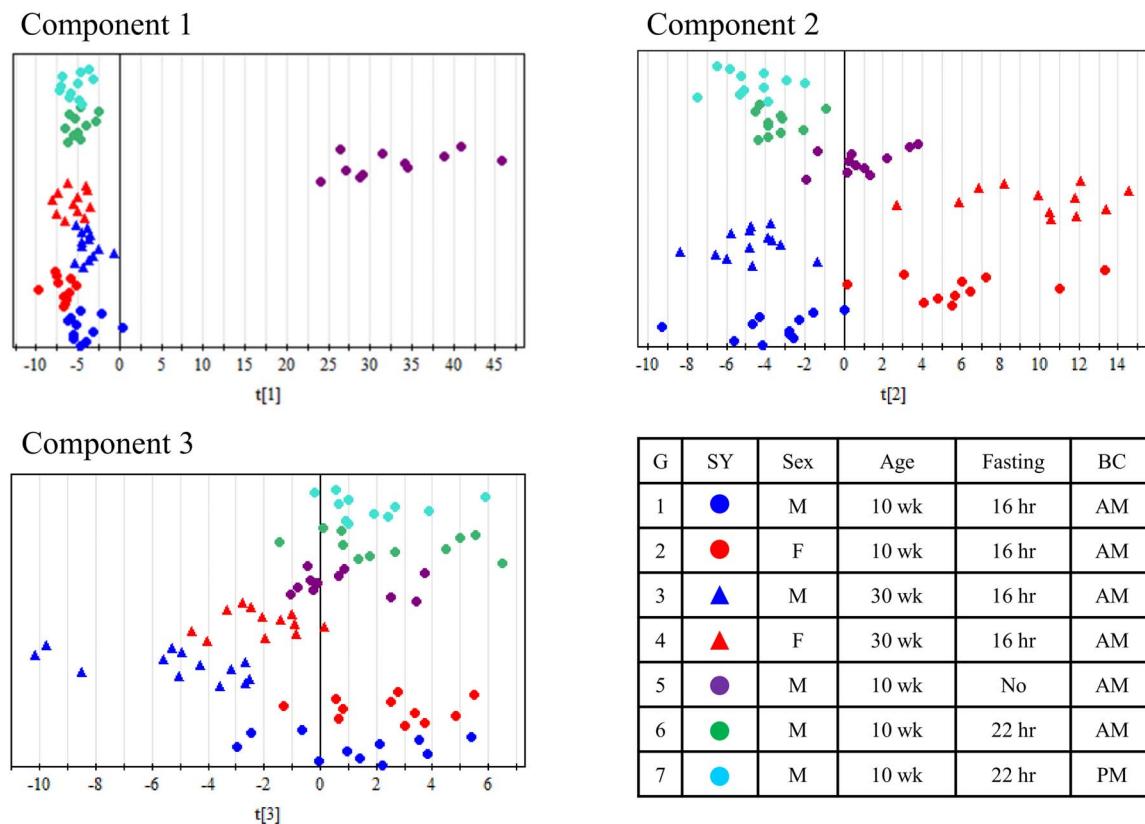 Component 1
-10 -5 0 5 10 15 20 25 30 35 40 45
t[1]
Component 2
-10 -8 -6 -4 -2 0 2 4 6 8 10 12 14
t[2]
Component 3
-10 -8 -6 -4 -2 0 2 4 6
t[3]
G SY Sex Age Fasting BC
1 M 10 wk 16 hr AM
2 F 10 wk 16 hr AM
3 M 30 wk 16 hr AM
4 F 30 wk 16 hr AM
5 M 10 wk No AM
6 M 10 wk 22 hr AM
7 M 10 wk 22 hr PM